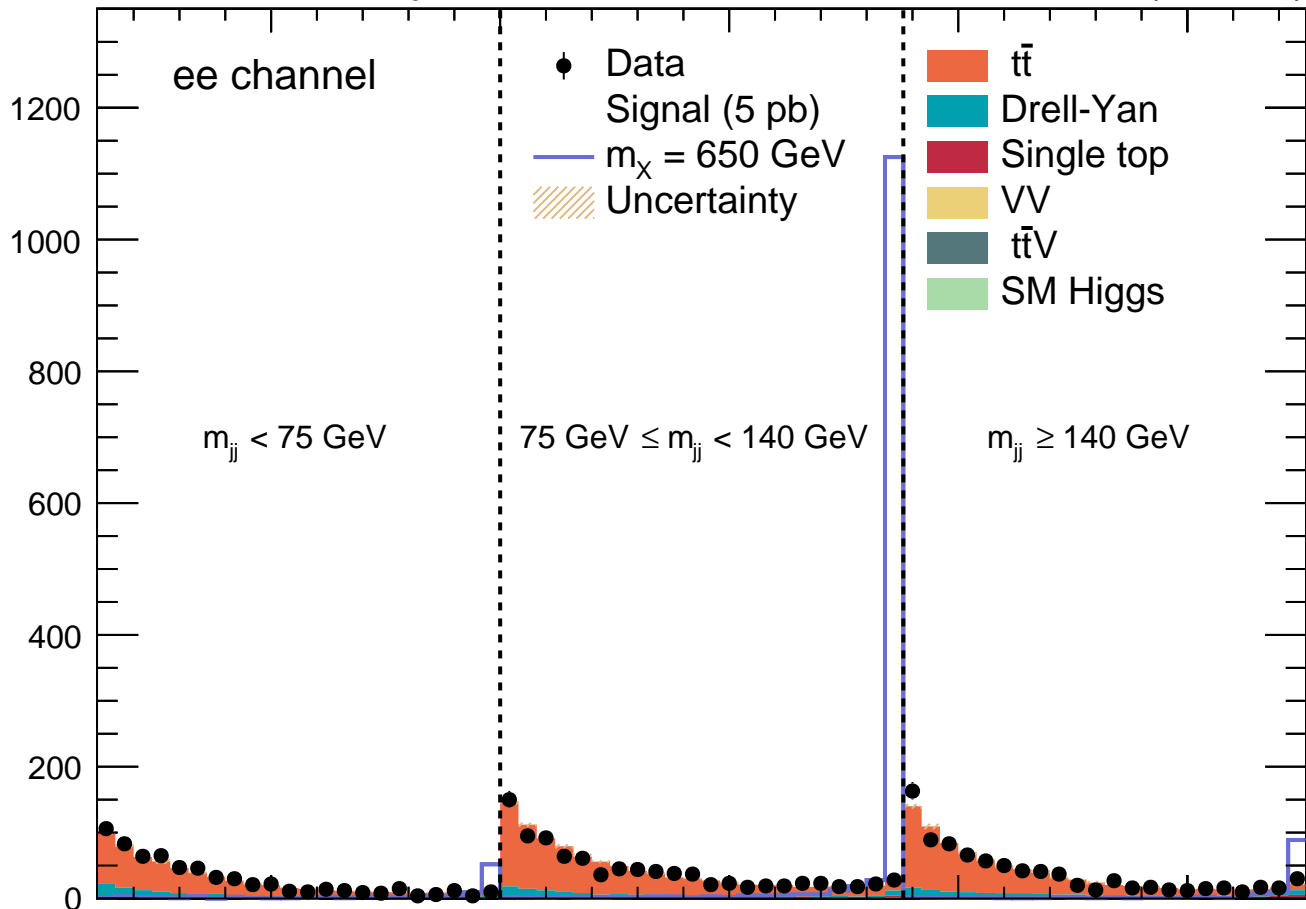 ee channel
Data
Signal (5 pb)
m_X = 650 GeV
Uncertainty
tt̄
Drell-Yan
Single top
VV
tt̄V
SM Higgs
m_jj < 75 GeV
75 GeV ≤ m_jj < 140 GeV
m_jj ≥ 140 GeV
1200
1000
800
600
400
200
0